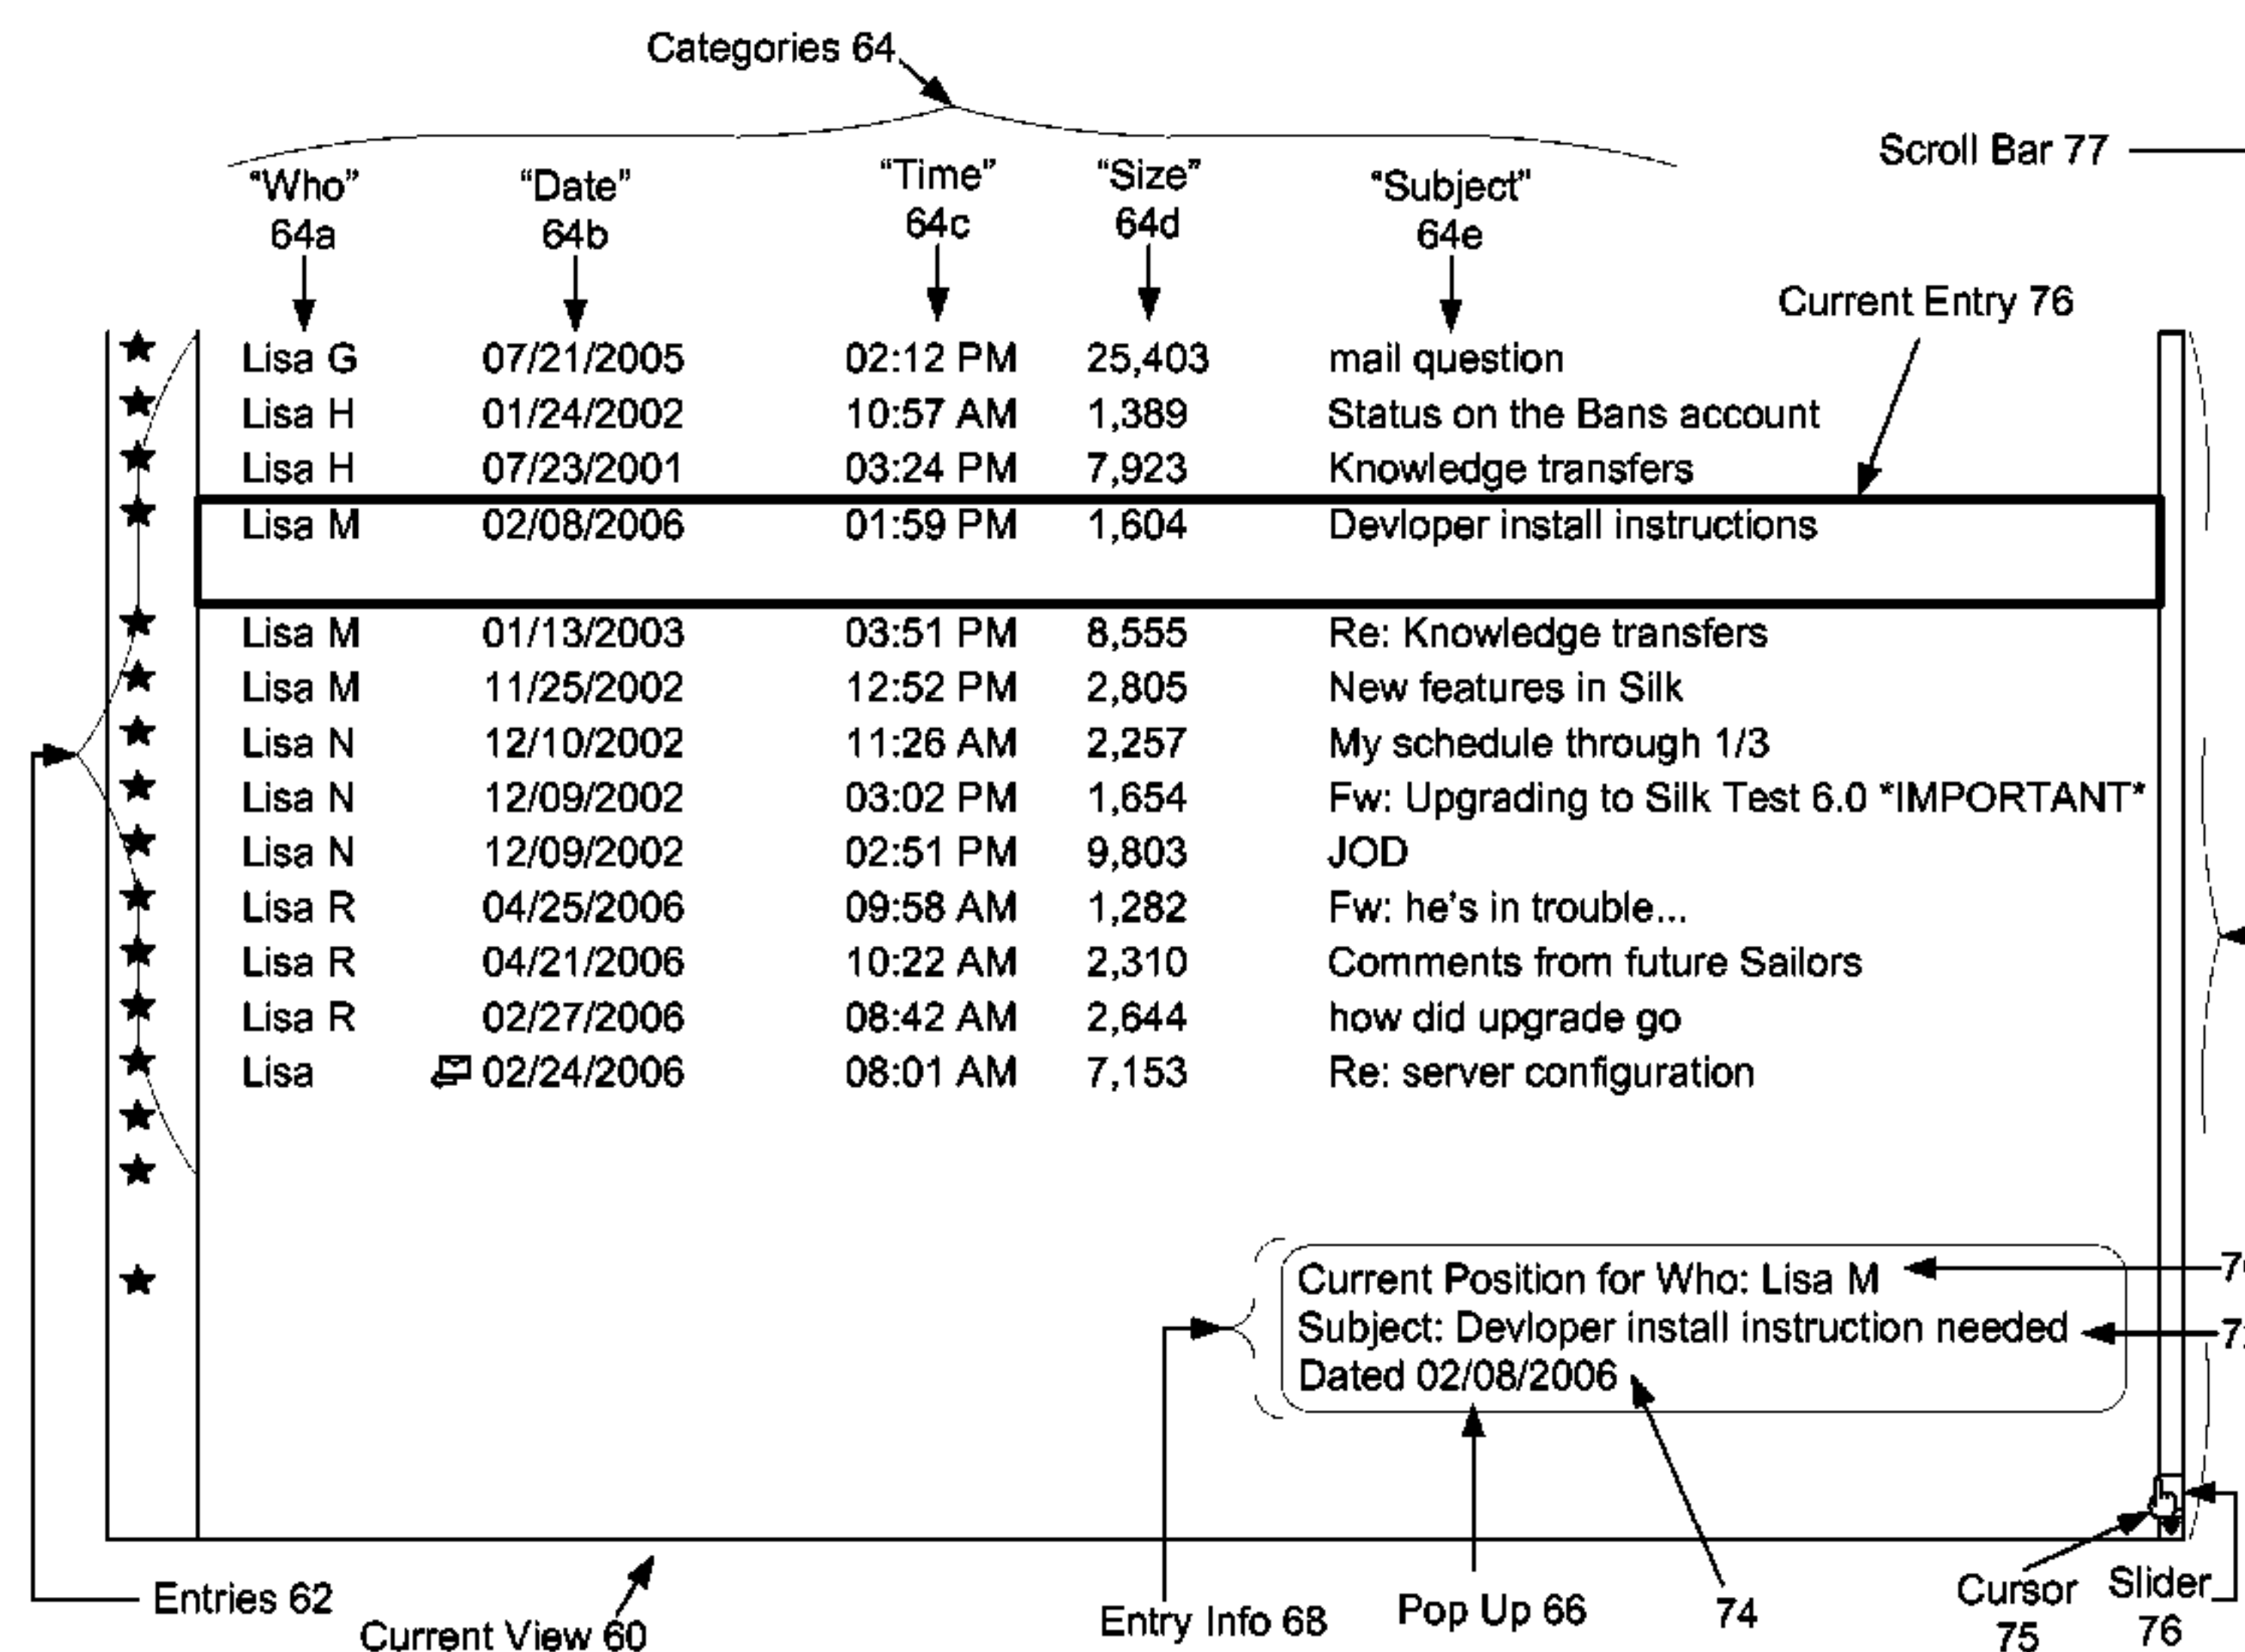 Categories 64
Scroll Bar 77
“Who” “Date” “Time” “Size” “Subject”
64a 64b 64c 64d 64e
Current Entry 76
Lisa G 07/21/2005 02:12 PM 25,403 mail question
Lisa H 01/24/2002 10:57 AM 1,389 Status on the Bans account
Lisa H 07/23/2001 03:24 PM 7,923 Knowledge transfers
Lisa M 02/08/2006 01:59 PM 1,604 Devloper install instructions
Lisa M 01/13/2003 03:51 PM 8,555 Re: Knowledge transfers
Lisa M 11/25/2002 12:52 PM 2,805 New features in Silk
Lisa N 12/10/2002 11:26 AM 2,257 My schedule through 1/3
Lisa N 12/09/2002 03:02 PM 1,654 Fw: Upgrading to Silk Test 6.0 *IMPORTANT*
Lisa N 12/09/2002 02:51 PM 9,803 JOD
Lisa R 04/25/2006 09:58 AM 1,282 Fw: he's in trouble...
Lisa R 04/21/2006 10:22 AM 2,310 Comments from future Sailors
Lisa R 02/27/2006 08:42 AM 2,644 how did upgrade go
Lisa 02/24/2006 08:01 AM 7,153 Re: server configuration
Current Position for Who: Lisa M
Subject: Devloper install instruction needed
Dated 02/08/2006
Entries 62
Current View 60
Entry Info 68
Pop Up 66
74
Cursor
75
Slider
76